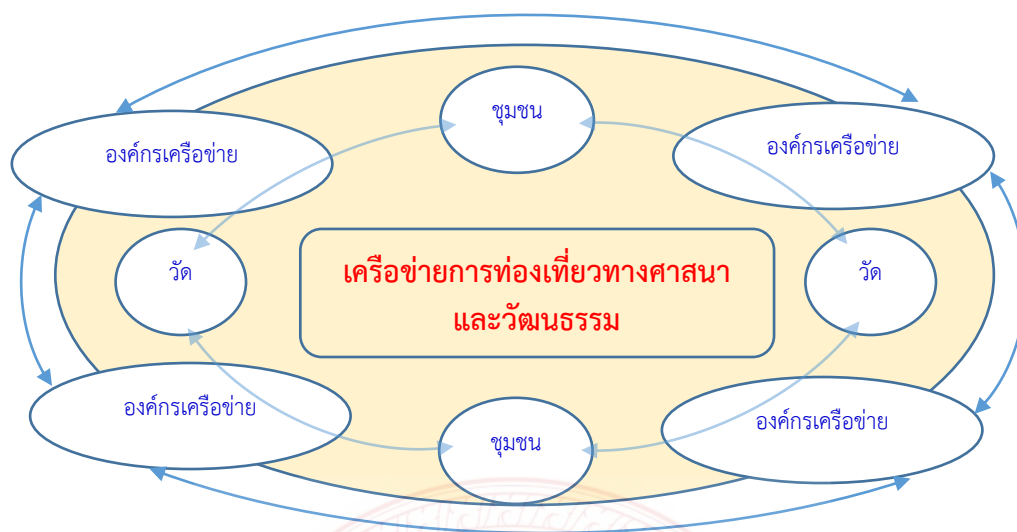 ชุมชน
องค์กรเครือข่าย
องค์กรเครือข่าย
วัด
เครือข่ายการท่องเที่ยวทางศาสนา
และวัฒนธรรม
วัด
องค์กรเครือข่าย
ชุมชน
องค์กรเครือข่าย